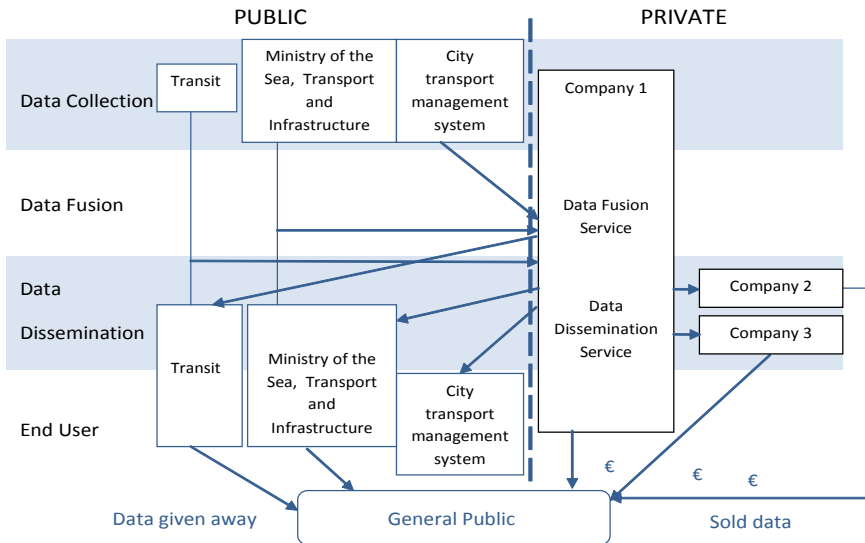 PUBLIC
PRIVATE
Data Collection
Transit
Ministry of the
Sea, Transport
and
Infrastructure
City
transport
management
system
Company 1
Data Fusion
Data Fusion
Service
Data
Dissemination
Data
Dissemination
Service
Company 2
Company 3
Transit
Ministry of the
Sea, Transport
and
Infrastructure
City
transport
management
system
End User
€
€
€
Data given away
General Public
Sold data